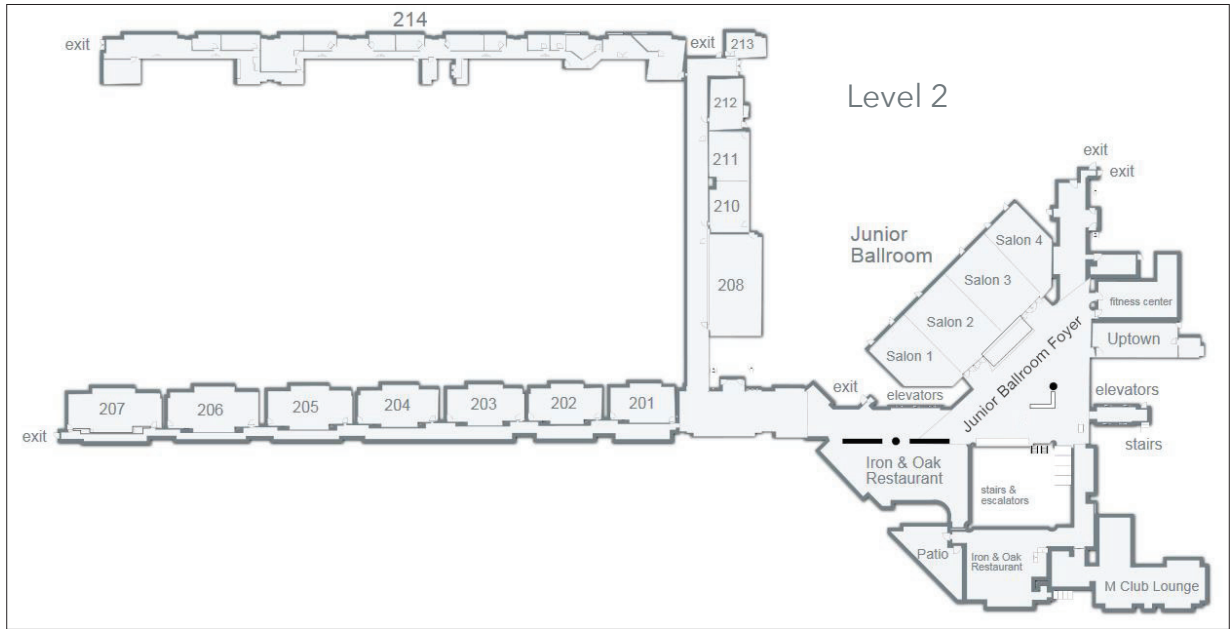 214
exit
exit
213
Level 2
212
211
210
208
exit
exit
Junior
Ballroom
Salon 4
Salon 3
Salon 2
Salon 1
fitness center
Uptown
Junior Ballroom Foyer
exit
elevators
elevators
stairs
207
206
205
204
203
202
201
exit
Iron & Oak
Restaurant
stairs &
escalators
Patio
Iron & Oak
Restaurant
M Club Lounge